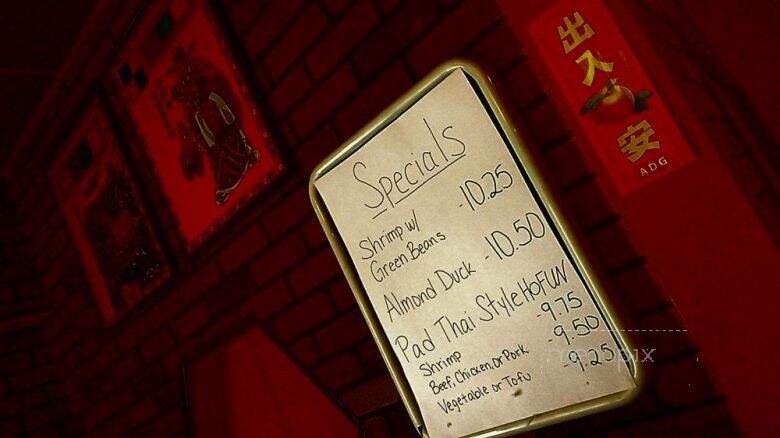 Specials
Shrimp w/
Green Beans - 10.25
Almond Duck - 10.50
Pad Thai Style HoFUN
Shrimp - 9.75
Beef, Chicken, or Pork - 9.50
Vegetable or Tofu - 9.25
出入
安
ADG